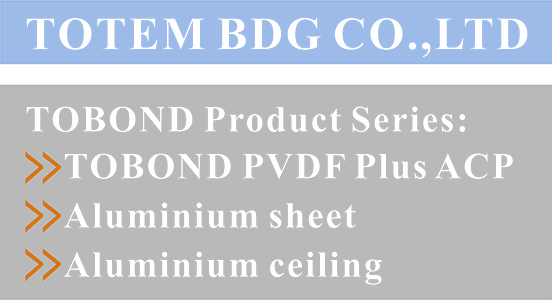 TOTEM BDG CO.,LTD
TOBOND Product Series:
TOBOND PVDF Plus ACP
Aluminium sheet
Aluminium ceiling